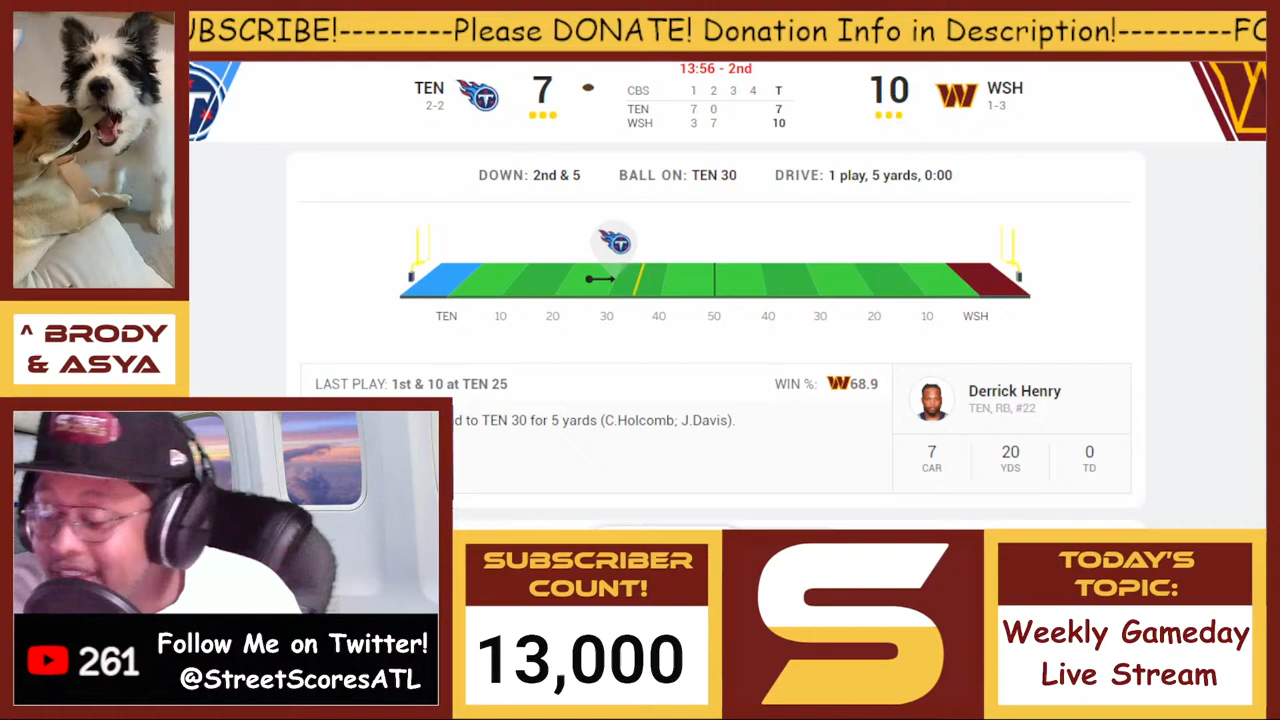 UBSCRIBE!---------Please DONATE! Donation Info in Description!---------FO
TEN
2-2
7
13:56 - 2nd
CBS 1 2 3 4 T
TEN 7 0 7
WSH 3 7 10
10
WSH
1-3
DOWN: 2nd & 5 BALL ON: TEN 30 DRIVE: 1 play, 5 yards, 0:00
TEN 10 20 30 40 50 40 30 20 10 WSH
LAST PLAY: 1st & 10 at TEN 25
WIN %: 68.9
d to TEN 30 for 5 yards (C.Holcomb; J.Davis).
Derrick Henry
TEN, RB, #22
7 20 0
CAR YDS TD
^ BRODY
& ASYA
261
Follow Me on Twitter!
@StreetScoresATL
SUBSCRIBER
COUNT!
13,000
S
TODAY'S
TOPIC:
Weekly Gameday
Live Stream